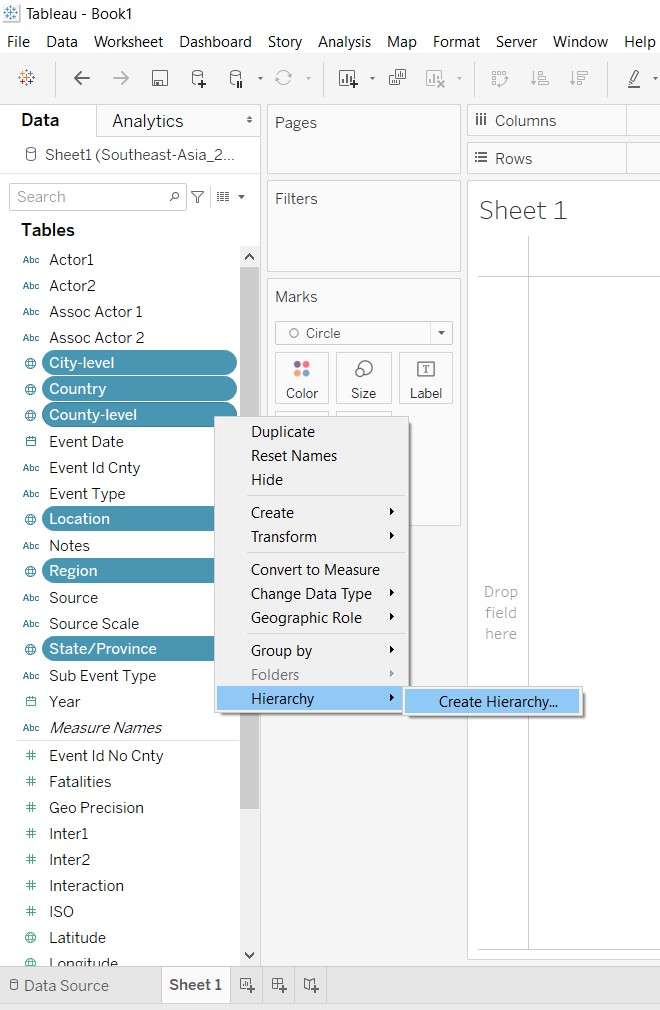 Tableau - Book1
File Data Worksheet Dashboard Story Analysis Map Format Server Window Help
Data Analytics
Sheet1 (Southeast-Asia_2...
Search
Tables
Abc Actor1
Abc Actor2
Abc Assoc Actor 1
Abc Assoc Actor 2
City-level
Country
County-level
Event Date
Abc Event Id Cnty
Abc Event Type
Location
Abc Notes
Region
Abc Source
Abc Source Scale
State/Province
Abc Sub Event Type
Year
Abc Measure Names
Event Id No Cnty
Fatalities
Geo Precision
Inter1
Inter2
Interaction
ISO
Latitude
Longitude
Pages
Filters
Marks
Circle
Color Size Label
Duplicate
Reset Names
Hide
Create
Transform
Convert to Measure
Change Data Type
Geographic Role
Group by
Folders
Hierarchy
Create Hierarchy...
Columns
Rows
Sheet 1
Drop
field
here
Data Source Sheet 1